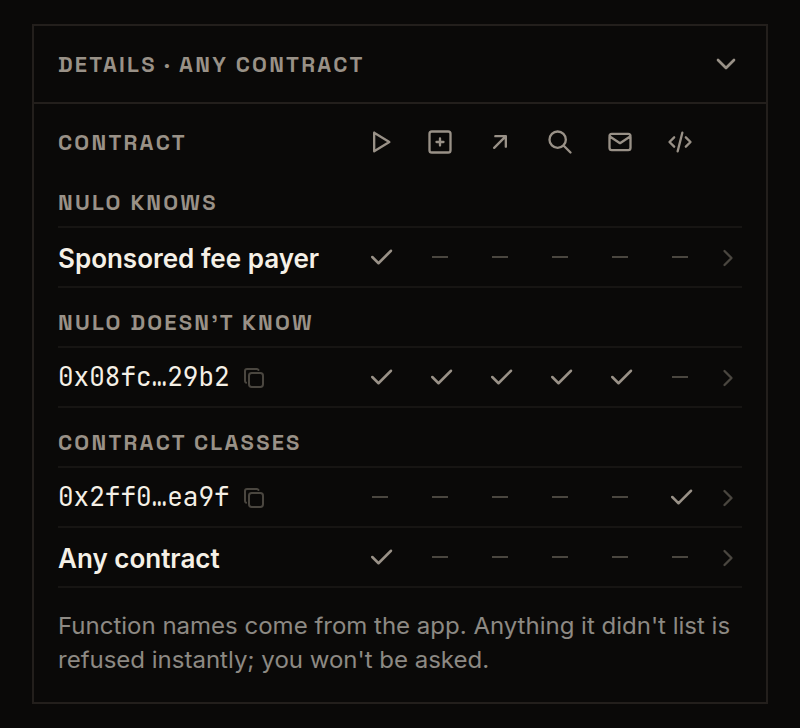 DETAILS · ANY CONTRACT
CONTRACT
NULO KNOWS
Sponsored fee payer
NULO DOESN’T KNOW
0x08fc…29b2
CONTRACT CLASSES
0x2ff0…ea9f
Any contract
Function names come from the app. Anything it didn't list is
refused instantly; you won't be asked.